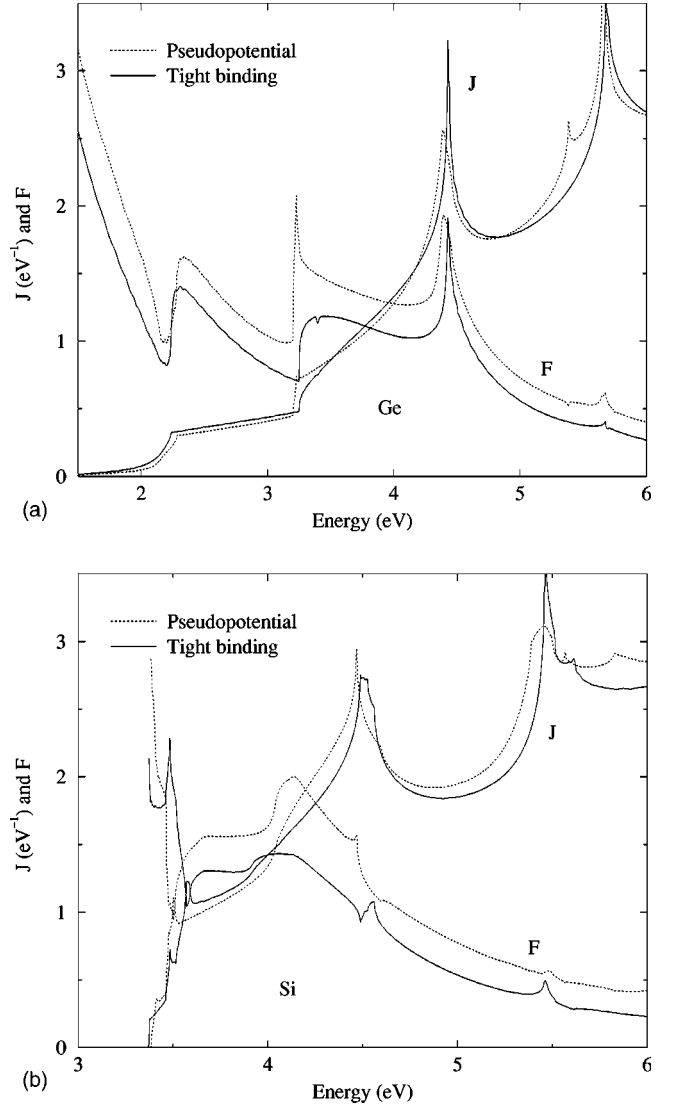 Pseudopotential
Tight binding
J
F
Ge
J (eV⁻¹) and F
3
2
1
0
2 3 4 5 6
Energy (eV)
(a)
Pseudopotential
Tight binding
J
F
Si
J (eV⁻¹) and F
3
2
1
0
3 4 5 6
Energy (eV)
(b)